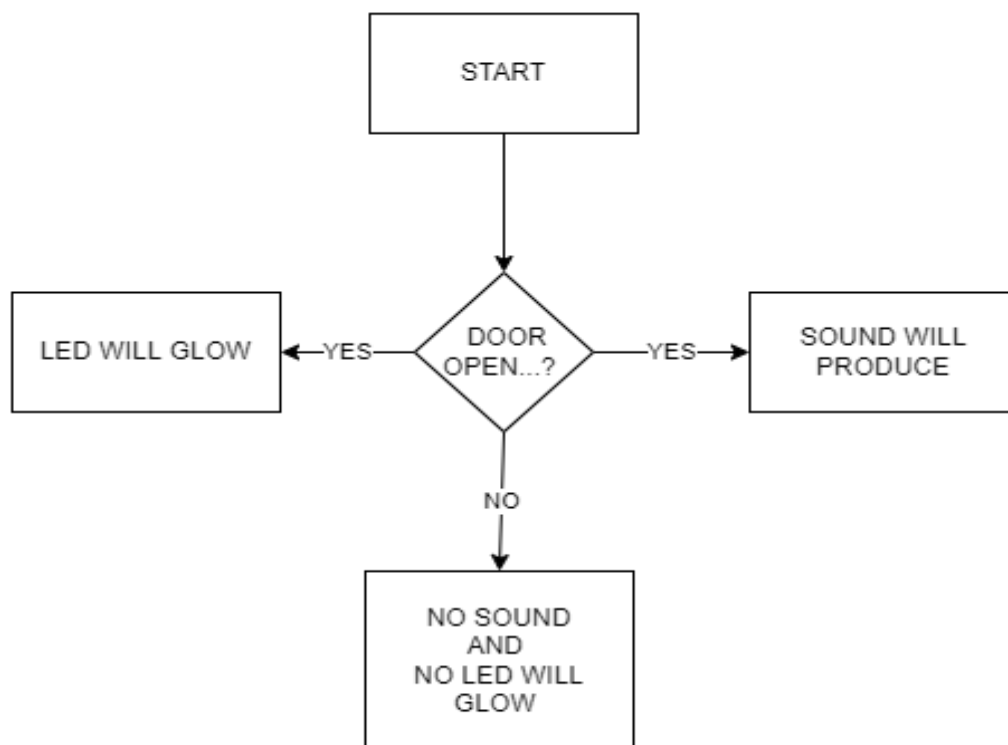 START
DOOR
OPEN...?
YES
LED WILL GLOW
YES
SOUND WILL
PRODUCE
NO
NO SOUND
AND
NO LED WILL
GLOW